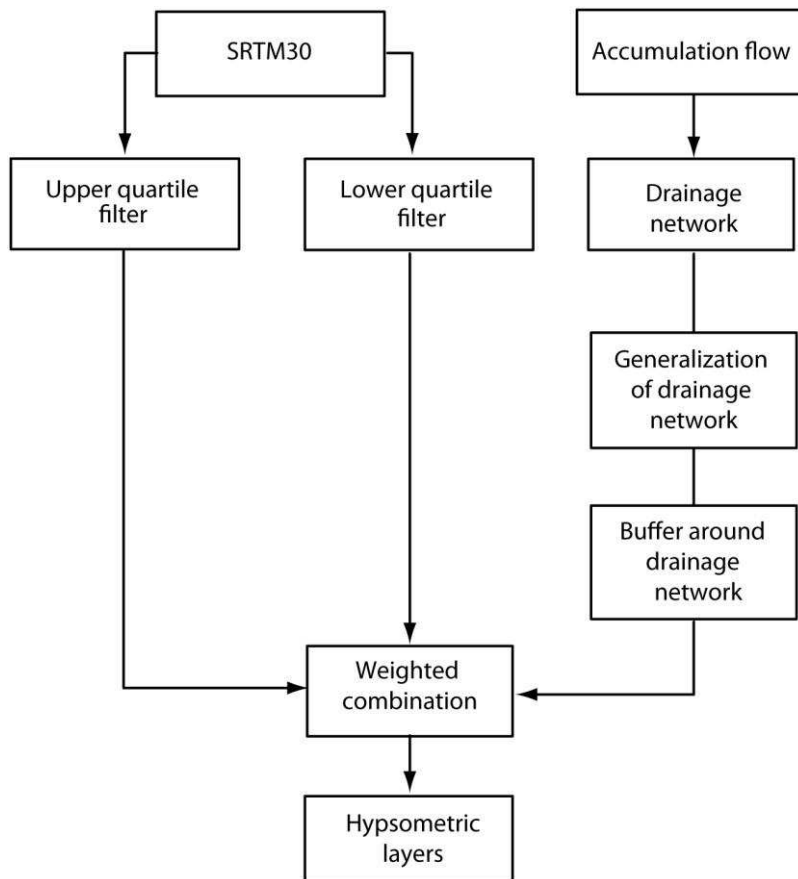 SRTM30
Accumulation flow
Upper quartile
filter
Lower quartile
filter
Drainage
network
Generalization
of drainage
network
Buffer around
drainage
network
Weighted
combination
Hypsometric
layers